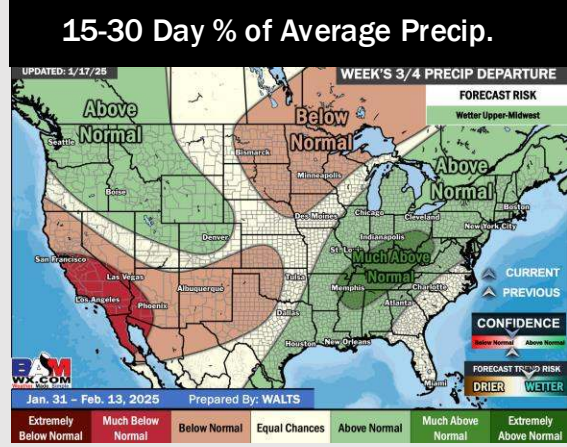 15-30 Day % of Average Precip.
UPDATED: 1/17/25
WEEK'S 3/4 PRECIP DEPARTURE
FORECAST RISK
Wetter Upper-Midwest
Above
Normal
Below
Normal
Above
Normal
Much Above
Normal
Seattle
Bismarck
Minneapolis
Boise
Des Moines
Chicago
Cleveland
Boston
New York City
Indianapolis
San Francisco
Denver
Las Vegas
Los Angeles
Phoenix
Albuquerque
Tulsa
Memphis
Charlotte
Atlanta
Dallas
Houston
New Orleans
Miami
CURRENT
PREVIOUS
CONFIDENCE
Below Normal Above Normal
FORECAST TREND RISK
DRIER WETTER
BAM
WX.COM
Weather. Made. Simple.
Jan. 31 – Feb. 13, 2025 Prepared By: WALTS
Extremely
Below Normal
Much Below
Normal
Below Normal
Equal Chances
Above Normal
Much Above
Normal
Extremely
Above Normal